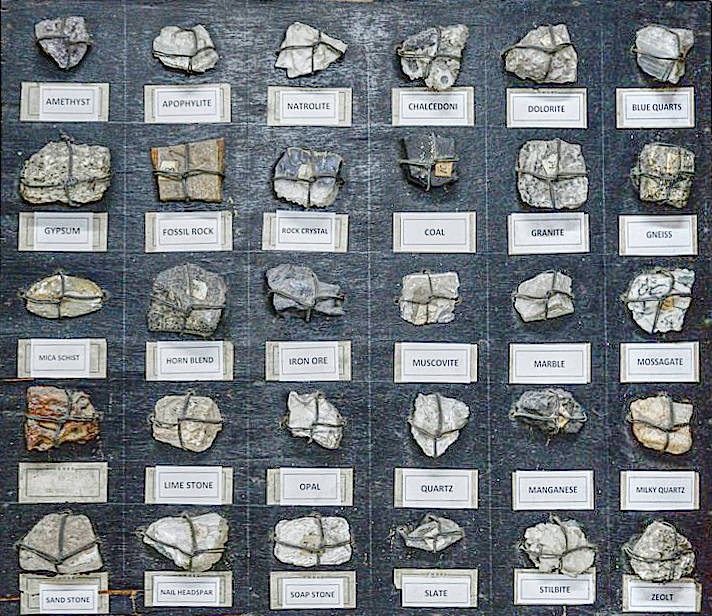 AMETHYST
APOPHYLITE
NATROLITE
CHALCEDONI
DOLORITE
BLUE QUARTS
GYPSUM
FOSSIL ROCK
ROCK CRYSTAL
COAL
GRANITE
GNEISS
MICA SCHIST
HORN BLEND
IRON ORE
MUSCOVITE
MARBLE
MOSSAGATE
LIME STONE
OPAL
QUARTZ
MANGANESE
MILKY QUARTZ
SAND STONE
NAIL HEADSPAR
SOAP STONE
SLATE
STILBITE
ZEOLT